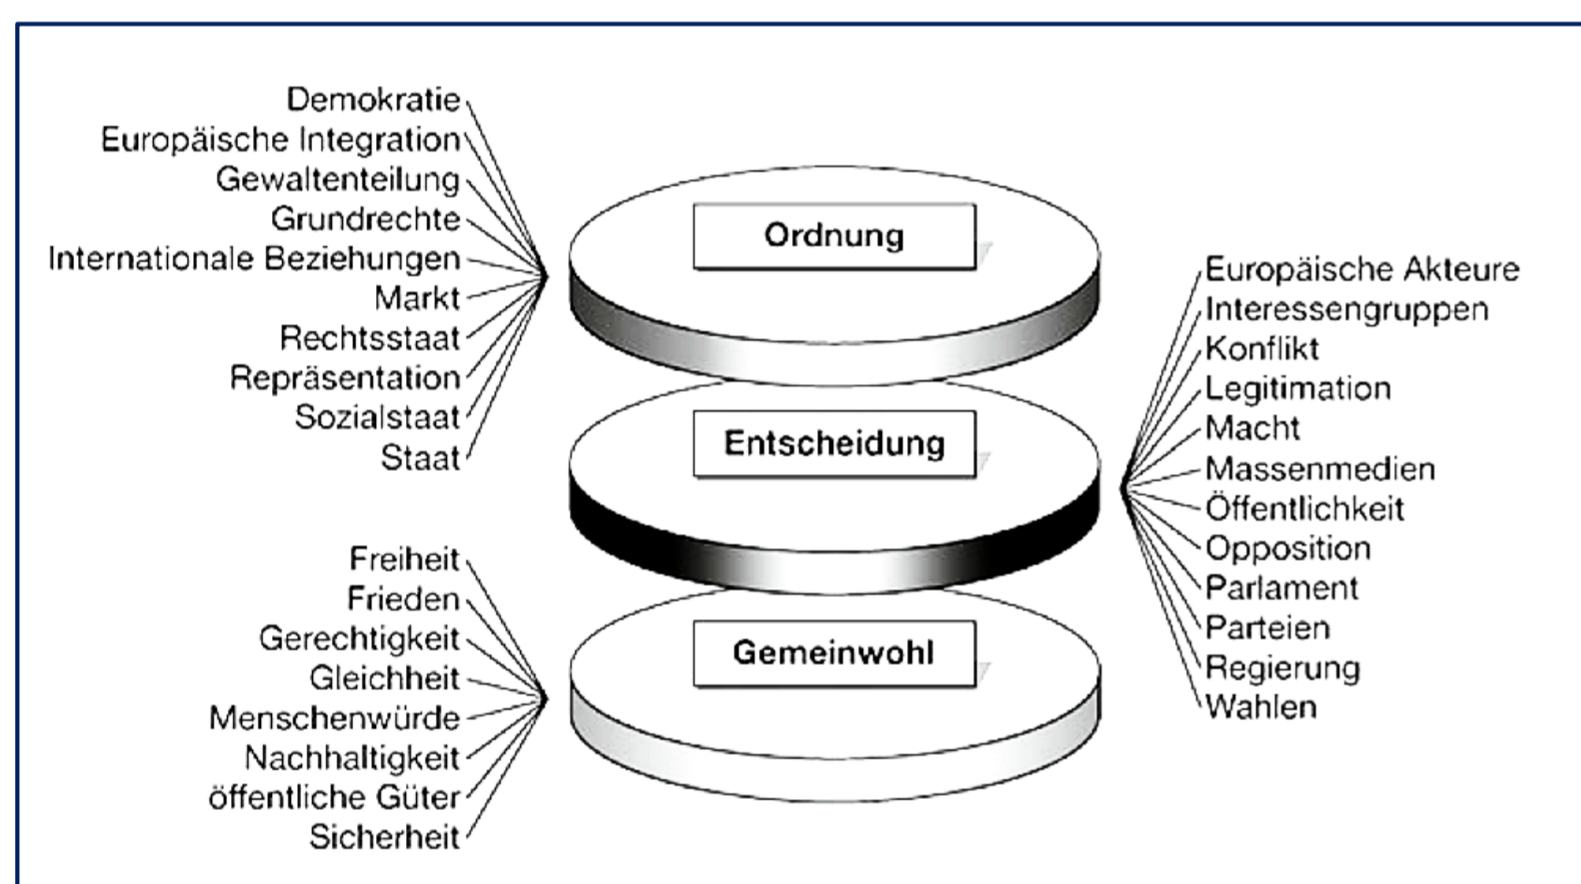 Demokratie
Europäische Integration
Gewaltenteilung
Grundrechte
Internationale Beziehungen
Markt
Rechtsstaat
Repräsentation
Sozialstaat
Staat
Ordnung
Entscheidung
Europäische Akteure
Interessengruppen
Konflikt
Legitimation
Macht
Massenmedien
Öffentlichkeit
Opposition
Parlament
Parteien
Regierung
Wahlen
Freiheit
Frieden
Gerechtigkeit
Gleichheit
Menschenwürde
Nachhaltigkeit
öffentliche Güter
Sicherheit
Gemeinwohl